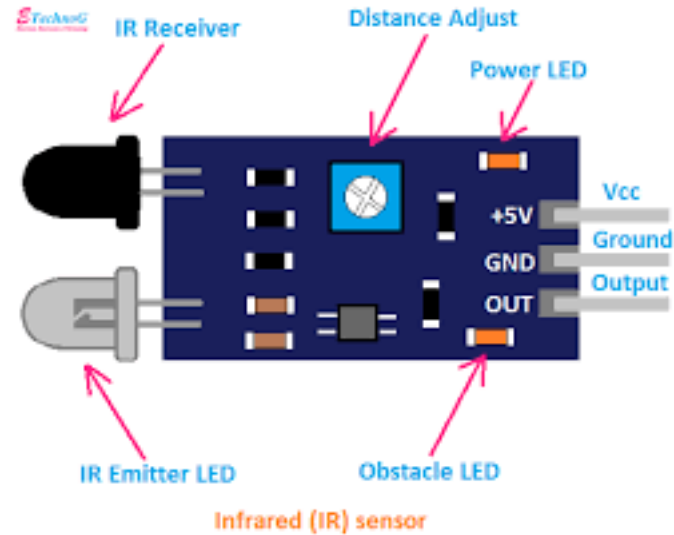 ETechnoG
IR Receiver
Distance Adjust
Power LED
+5V
Vcc
GND
Ground
OUT
Output
IR Emitter LED
Obstacle LED
Infrared (IR) sensor